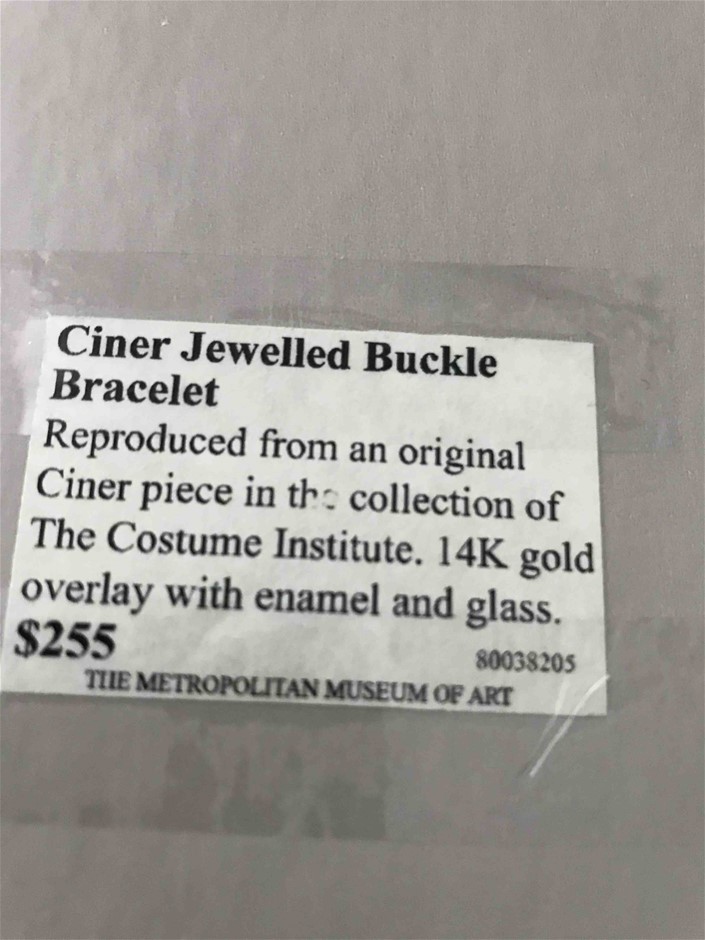 Ciner Jewelled Buckle
Bracelet
Reproduced from an original
Ciner piece in the collection of
The Costume Institute. 14K gold
overlay with enamel and glass.
$255
80038205
THE METROPOLITAN MUSEUM OF ART